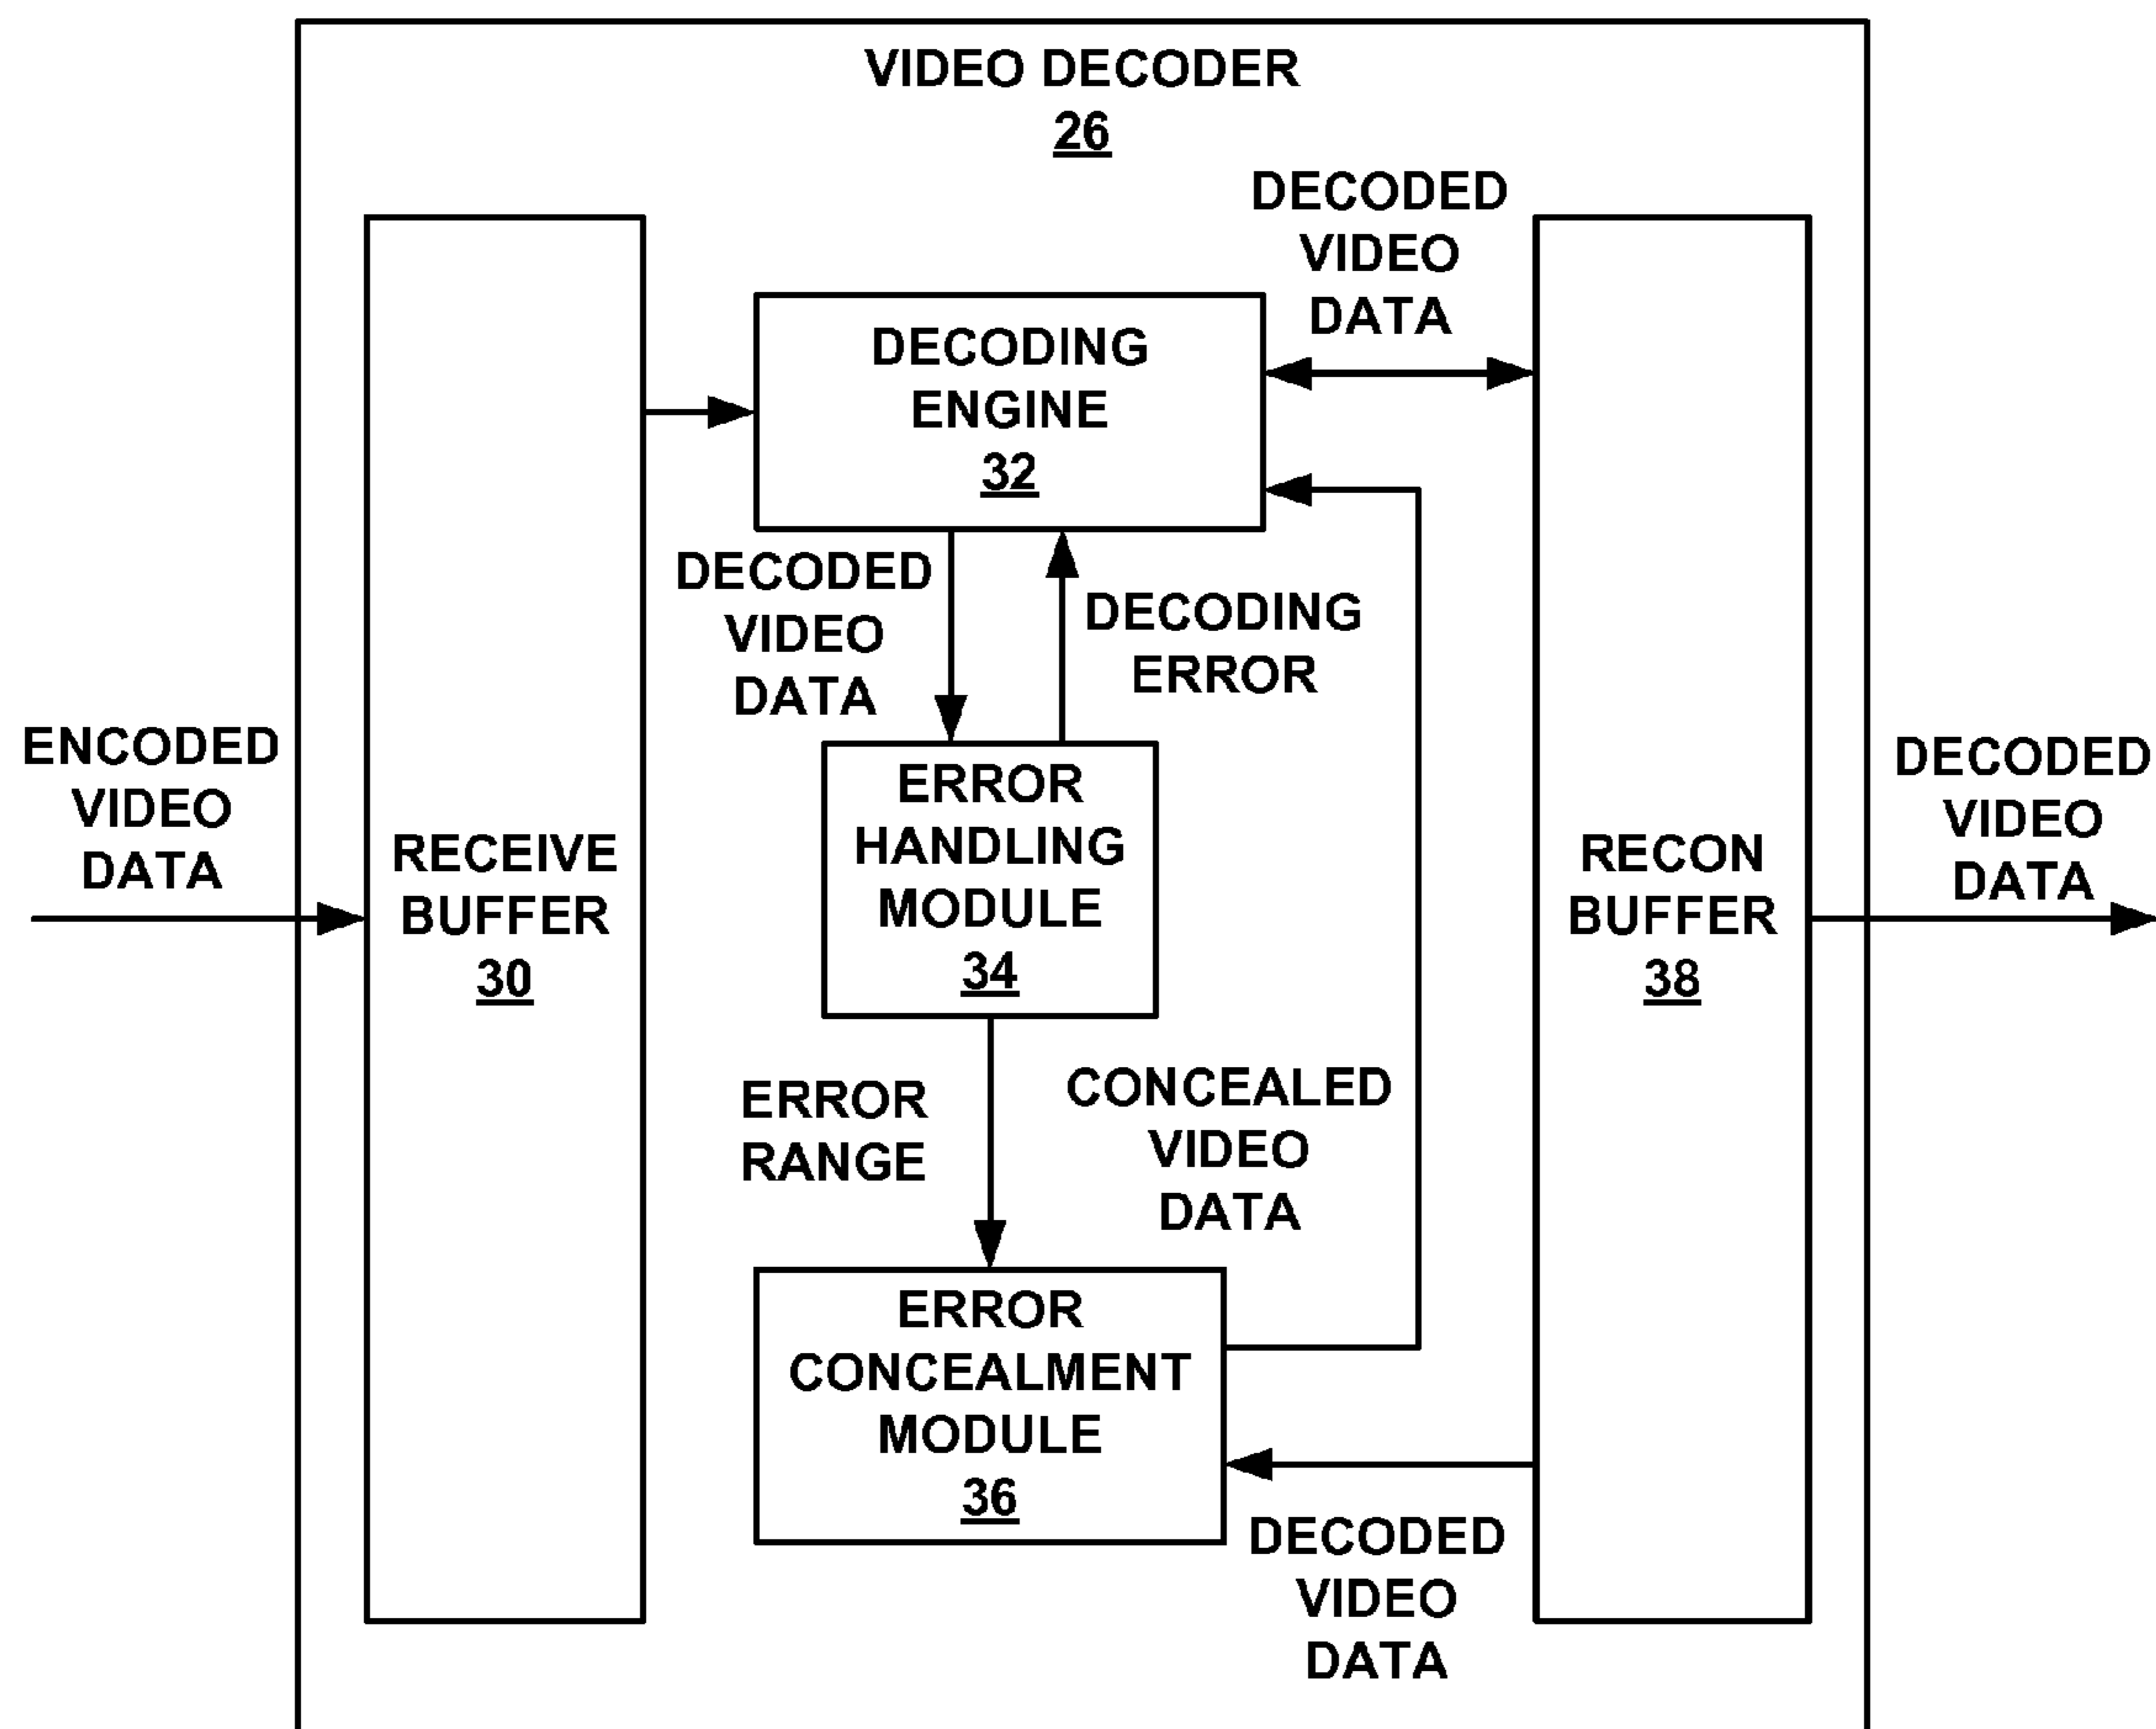 VIDEO DECODER
26
DECODED
VIDEO
DATA
DECODING
ENGINE
32
DECODED
VIDEO
DATA
DECODING
ERROR
ENCODED
VIDEO
DATA
RECEIVE
BUFFER
30
ERROR
HANDLING
MODULE
34
RECON
BUFFER
38
DECODED
VIDEO
DATA
ERROR
RANGE
CONCEALED
VIDEO
DATA
ERROR
CONCEALMENT
MODULE
36
DECODED
VIDEO
DATA